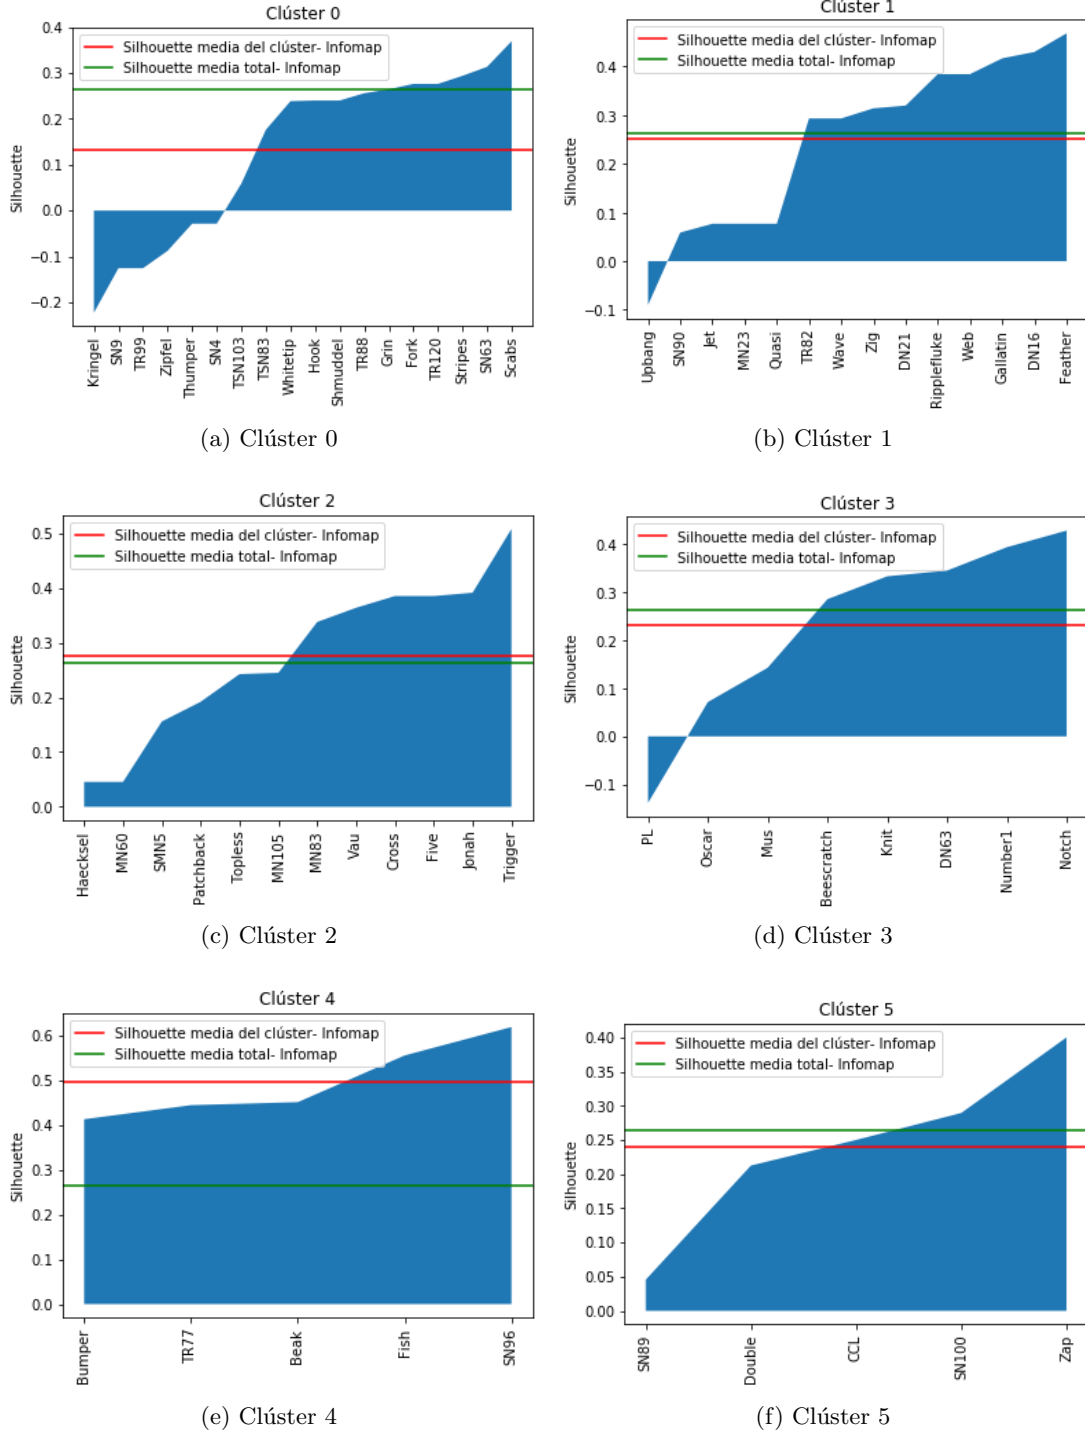 Clúster 0
Silhouette media del clúster- Infomap
Silhouette media total- Infomap
Silhouette
0.4
0.3
0.2
0.1
0.0
−0.1
−0.2
Kringel
SN9
TR99
Zipfel
Thumper
SN4
TSN103
TSN83
Whitetip
Hook
Shmuddel
TR88
Grin
Fork
TR120
Stripes
SN63
Scabs
(a) Clúster 0
Clúster 1
Silhouette media del clúster- Infomap
Silhouette media total- Infomap
Silhouette
0.4
0.3
0.2
0.1
0.0
−0.1
Upbang
SN90
Jet
MN23
Quasi
TR82
Wave
Zig
DN21
Ripplefluke
Web
Gallatin
DN16
Feather
(b) Clúster 1
Clúster 2
Silhouette media del clúster- Infomap
Silhouette media total- Infomap
Silhouette
0.5
0.4
0.3
0.2
0.1
0.0
Haecksel
MN60
SMN5
Patchback
Topless
MN105
MN83
Vau
Cross
Five
Jonah
Trigger
(c) Clúster 2
Clúster 3
Silhouette media del clúster- Infomap
Silhouette media total- Infomap
Silhouette
0.4
0.3
0.2
0.1
0.0
−0.1
PL
Oscar
Mus
Beescratch
Knit
DN63
Number1
Notch
(d) Clúster 3
Clúster 4
Silhouette media del clúster- Infomap
Silhouette media total- Infomap
Silhouette
0.6
0.5
0.4
0.3
0.2
0.1
0.0
Bumper
TR77
Beak
Fish
SN96
(e) Clúster 4
Clúster 5
Silhouette media del clúster- Infomap
Silhouette media total- Infomap
Silhouette
0.40
0.35
0.30
0.25
0.20
0.15
0.10
0.05
0.00
SN89
Double
CCL
SN100
Zap
(f) Clúster 5